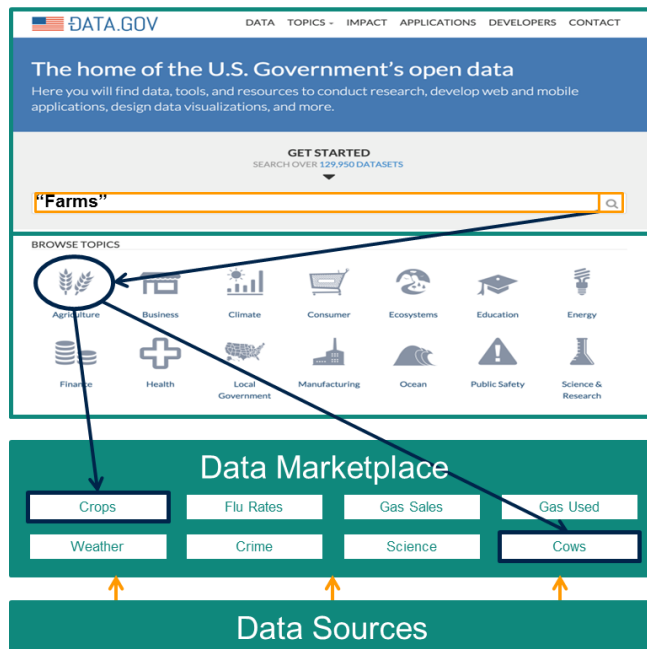 ĐATA.GOV
DATA TOPICS - IMPACT APPLICATIONS DEVELOPERS CONTACT
The home of the U.S. Government's open data
Here you will find data, tools, and resources to conduct research, develop web and mobile
applications, design data visualizations, and more.
GET STARTED
SEARCH OVER 129,950 DATASETS
“Farms”
BROWSE TOPICS
Agriculture Business Climate Consumer Ecosystems Education Energy
Finance Health Local Manufacturing Ocean Public Safety Science &
Government Research
Data Marketplace
Crops Flu Rates Gas Sales Gas Used
Weather Crime Science Cows
Data Sources